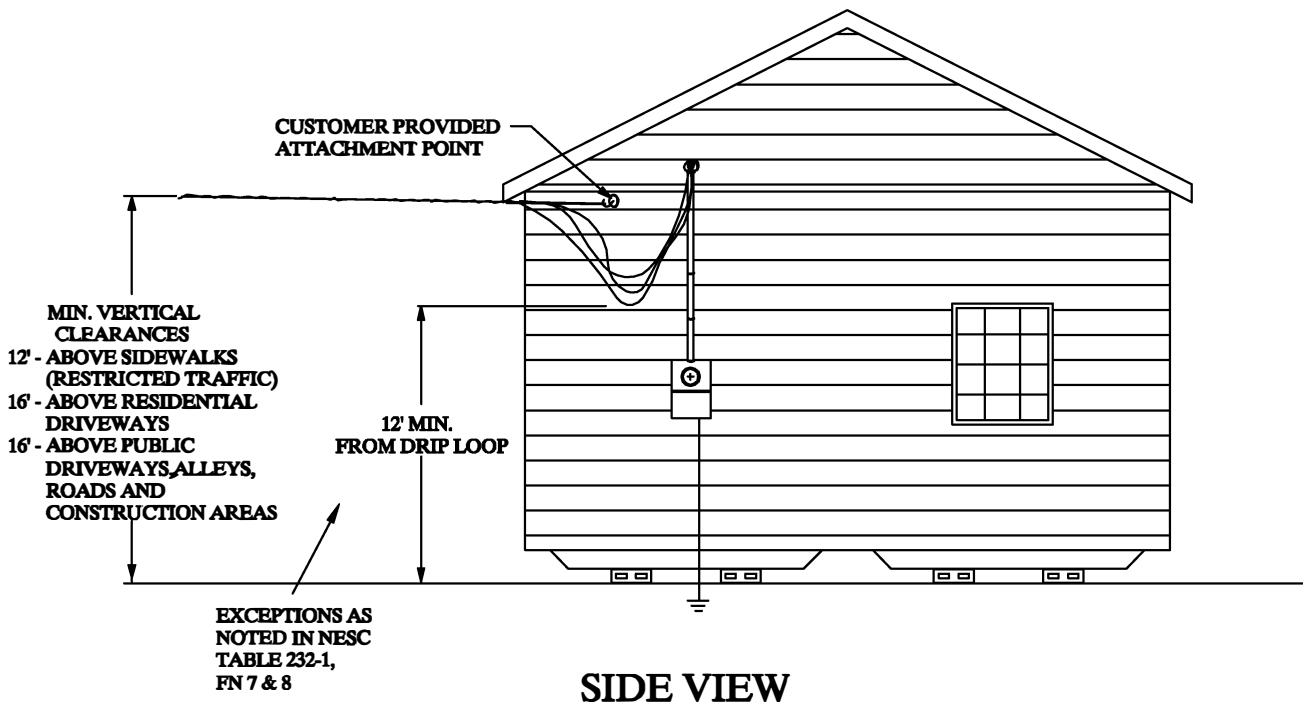 CUSTOMER PROVIDED
ATTACHMENT POINT
MIN. VERTICAL
CLEARANCES
12' - ABOVE SIDEWALKS
(RESTRICTED TRAFFIC)
16' - ABOVE RESIDENTIAL
DRIVEWAYS
16' - ABOVE PUBLIC
DRIVEWAYS,ALLEYS,
ROADS AND
CONSTRUCTION AREAS
12' MIN.
FROM DRIP LOOP
EXCEPTIONS AS
NOTED IN NESC
TABLE 232-1,
FN 7 & 8
SIDE VIEW